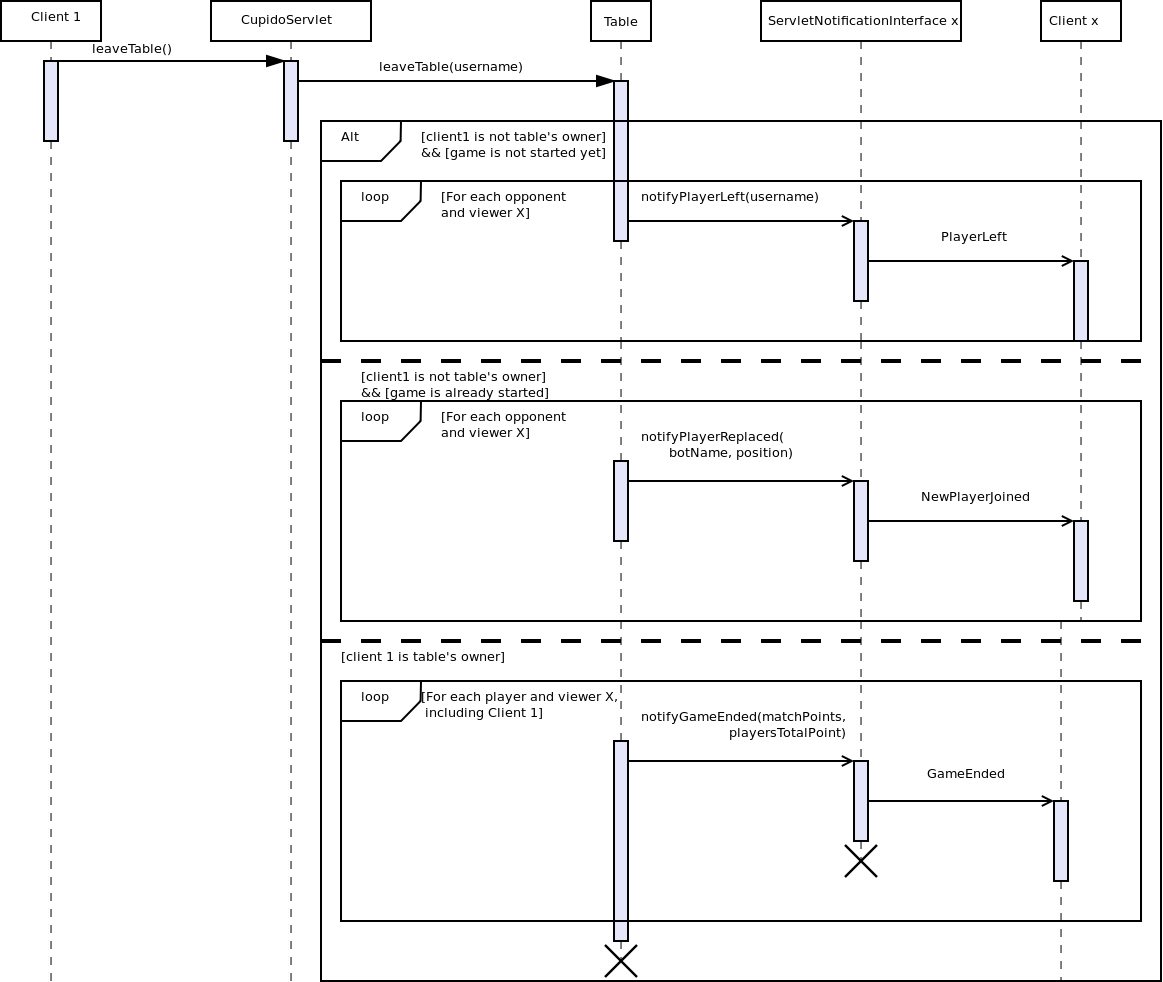 Client 1
CupidoServlet
Table
ServletNotificationInterface x
Client x
leaveTable()
leaveTable(username)
Alt
[client1 is not table's owner]
&& [game is not started yet]
loop
[For each opponent
and viewer X]
notifyPlayerLeft(username)
PlayerLeft
[client1 is not table's owner]
&& [game is already started]
loop
[For each opponent
and viewer X]
notifyPlayerReplaced(
botName, position)
NewPlayerJoined
[client 1 is table's owner]
loop
[For each player and viewer X,
including Client 1]
notifyGameEnded(matchPoints,
playersTotalPoint)
GameEnded